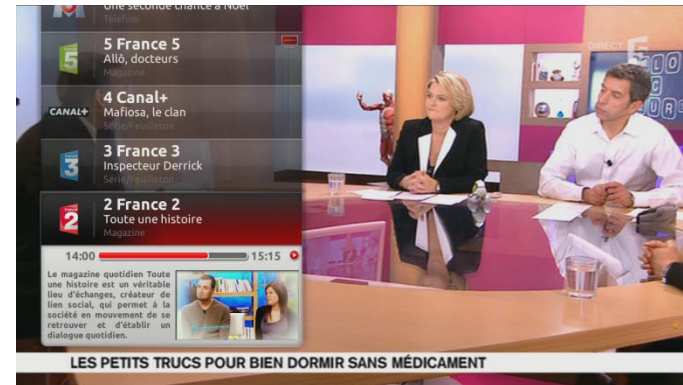 Une seconde chance à Noël
Téléfilm
5 France 5
Allô, docteurs
Magazine
CANAL+
4 Canal+
Mafiosa, le clan
Série/Feuilleton
3
3 France 3
Inspecteur Derrick
Série/Feuilleton
2
2 France 2
Toute une histoire
Magazine
14:00
15:15
Le magazine quotidien Toute
une histoire est un véritable
lieu d'échanges, créateur de
lien social, qui permet à la
société en mouvement de se
retrouver et d'établir un
dialogue quotidien.
DIRECT 5
LES PETITS TRUCS POUR BIEN DORMIR SANS MÉDICAMENT